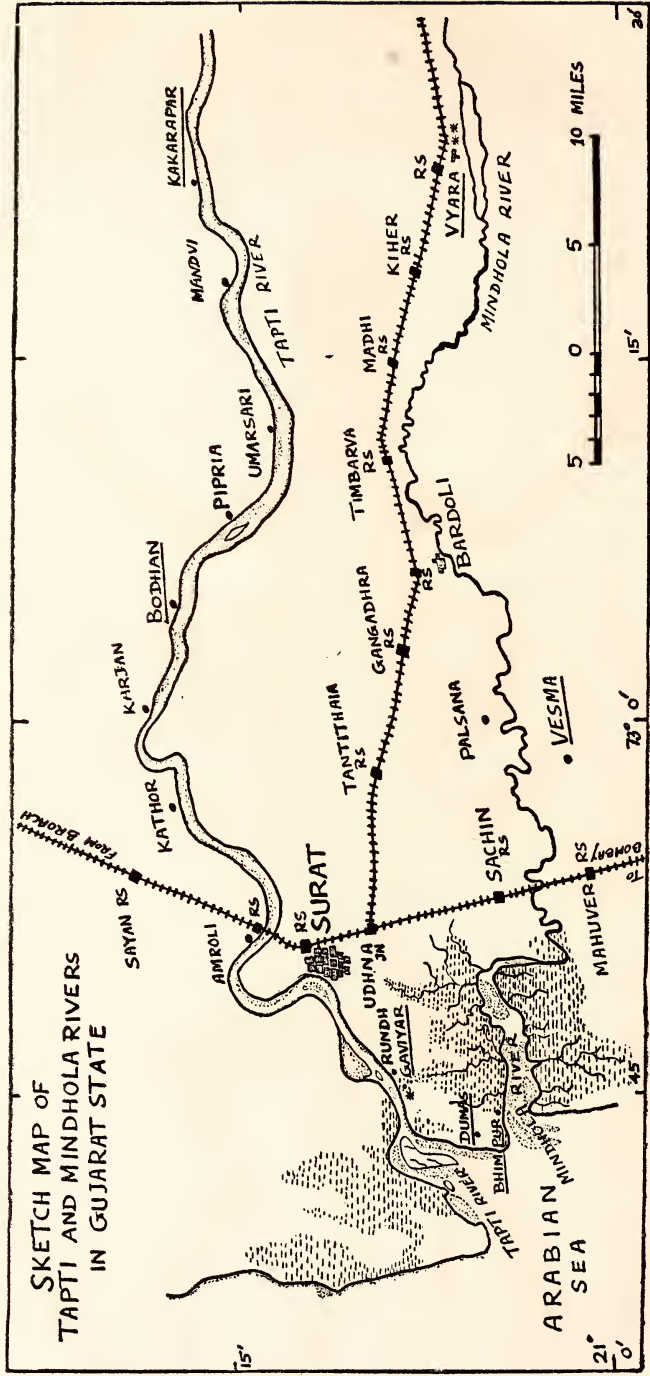 SKETCH MAP OF
TAPTI AND MINDHOLA RIVERS
IN GUJARAT STATE
FROM BROACH
SAYAN RS
AMROLI
RS
KATHOR
KARJAN
BODHAN
PIPRIA
UMARSARI
MANDVI
KAKARAPAR
TAPTI
RIVER
RS
SURAT
UDHNA
JN
TANTITHAIA
RS
GANGADHRA
RS
RS
BARDOLI
TIMBARVA
RS
MADHI
RS
KIHER
RS
RS
VYARA
MINDHOLA RIVER
RUNDH
GAVIYAR
DUMAS
BHIMPUR
TAPTI RIVER
MINDHOLA RIVER
SACHIN
RS
PALSANA
VESMA
MAHUVER RS
TO
BOMBAY
ARABIAN
SEA
5 0 5 10 MILES
15'
21°
0'
45
73° 0'
15'
36'